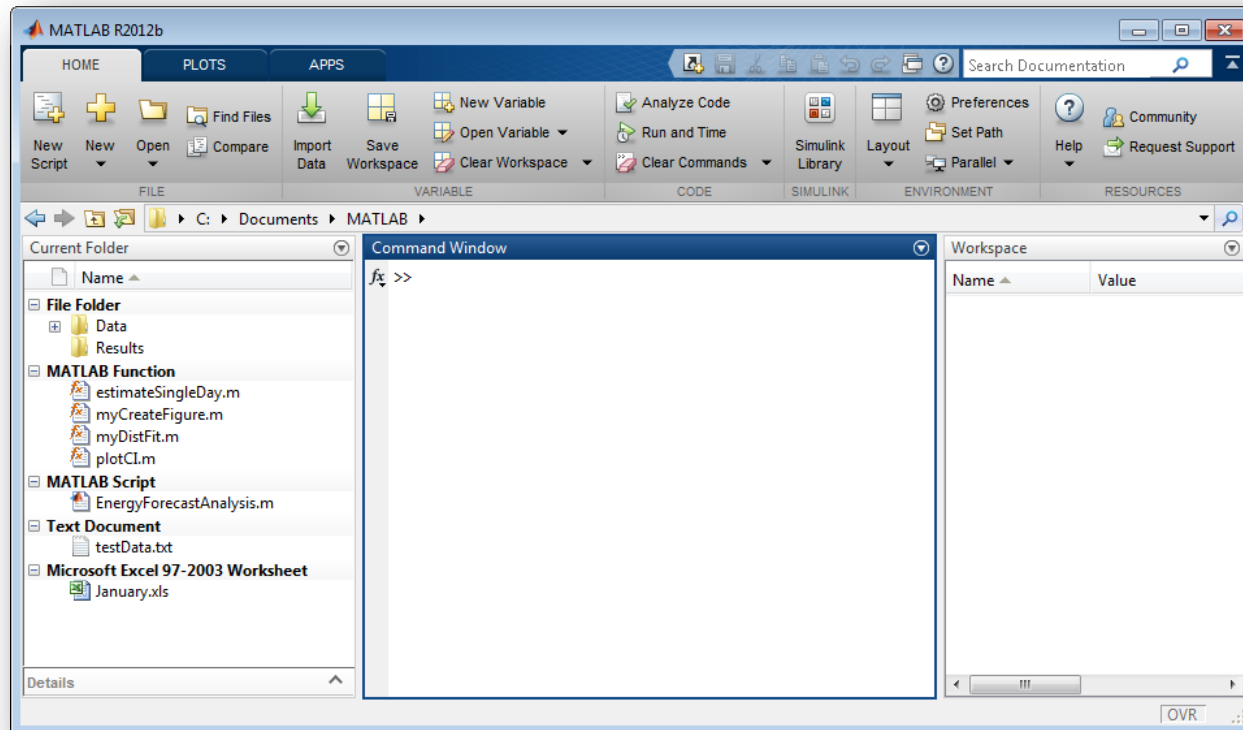 MATLAB R2012b
HOME PLOTS APPS Search Documentation
New Script
New
Open
Find Files
Compare
Import Data
Save Workspace
New Variable
Open Variable
Clear Workspace
Analyze Code
Run and Time
Clear Commands
Simulink Library
Layout
Preferences
Set Path
Parallel
Help
Community
Request Support
FILE VARIABLE CODE SIMULINK ENVIRONMENT RESOURCES
C: Documents MATLAB
Current Folder
Name
File Folder
Data
Results
MATLAB Function
estimateSingleDay.m
myCreateFigure.m
myDistFit.m
plotCI.m
MATLAB Script
EnergyForecastAnalysis.m
Text Document
testData.txt
Microsoft Excel 97-2003 Worksheet
January.xls
Details
Command Window
fx >>
Workspace
Name Value
OVR